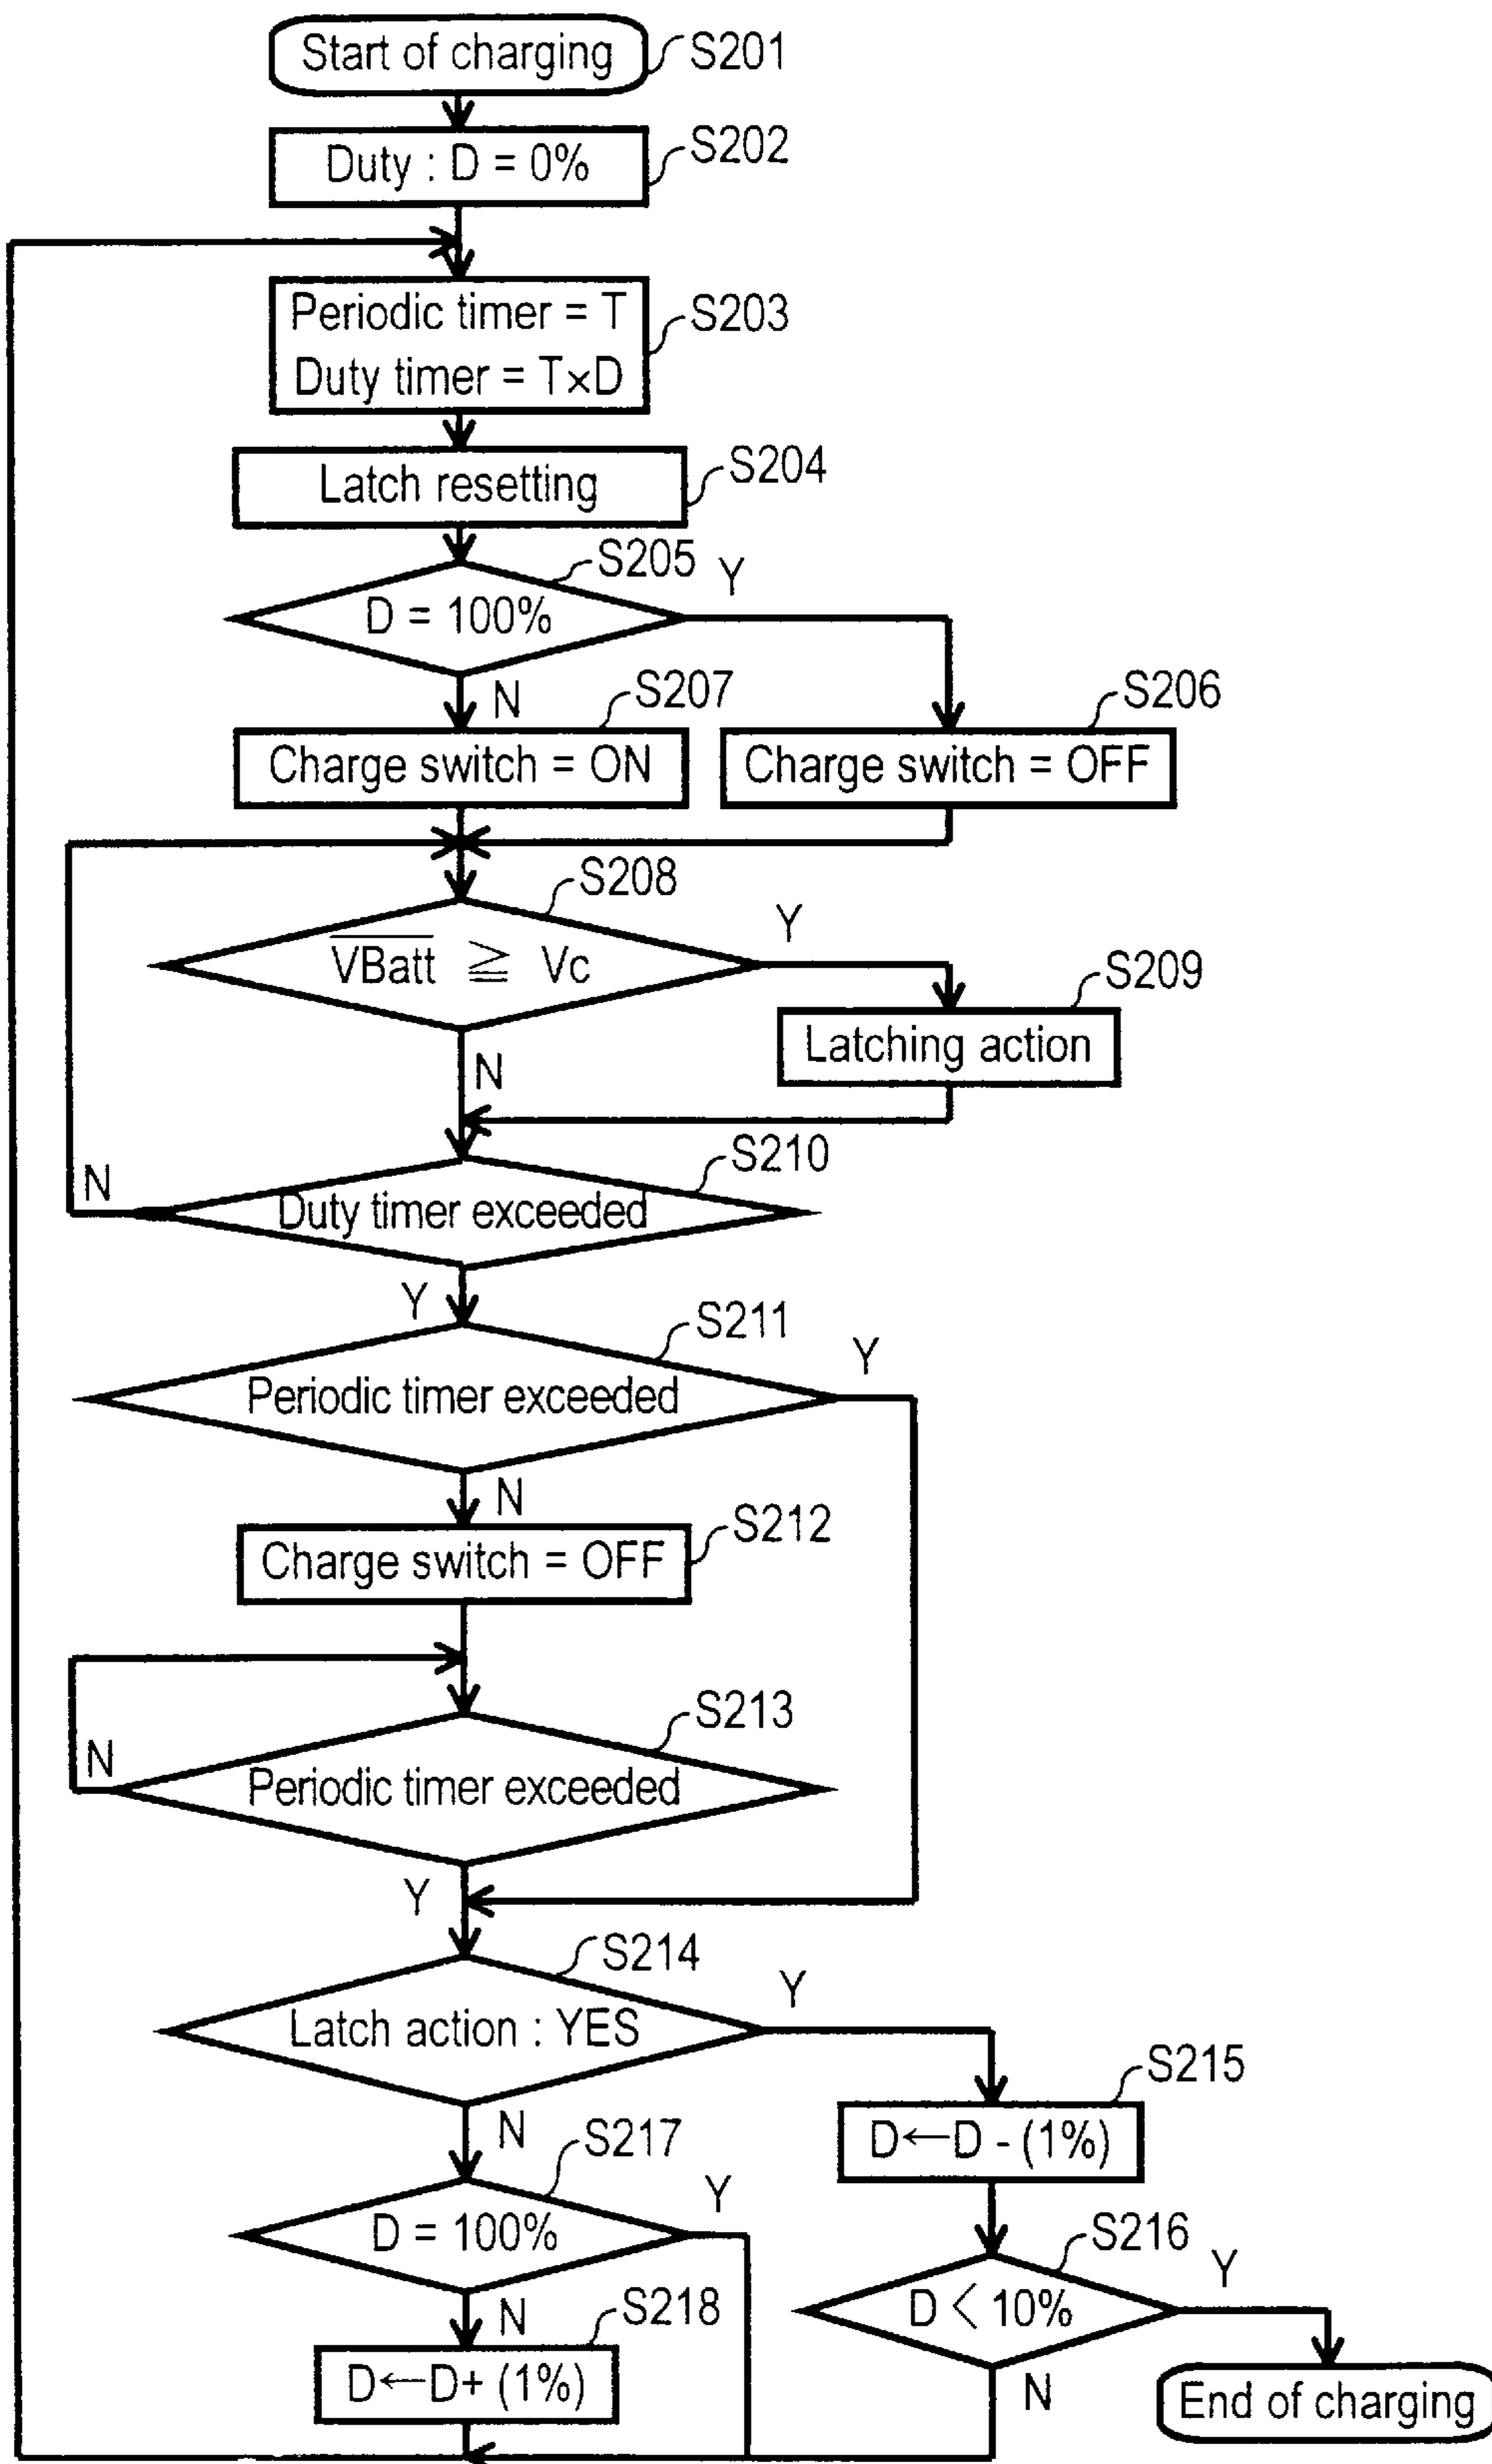 Start of charging
S201
Duty : D = 0%
S202
Periodic timer = T
Duty timer = T×D
S203
Latch resetting
S204
S205
D = 100%
Y
N
S207
Charge switch = ON
S206
Charge switch = OFF
S208
V̅B̅a̅t̅t̅ ≧ Vc
Y
N
S209
Latching action
S210
Duty timer exceeded
N
Y
S211
Periodic timer exceeded
Y
N
S212
Charge switch = OFF
S213
Periodic timer exceeded
N
Y
S214
Latch action : YES
Y
N
S215
D←D - (1%)
S217
D = 100%
Y
N
S216
D < 10%
Y
N
S218
D←D+ (1%)
End of charging